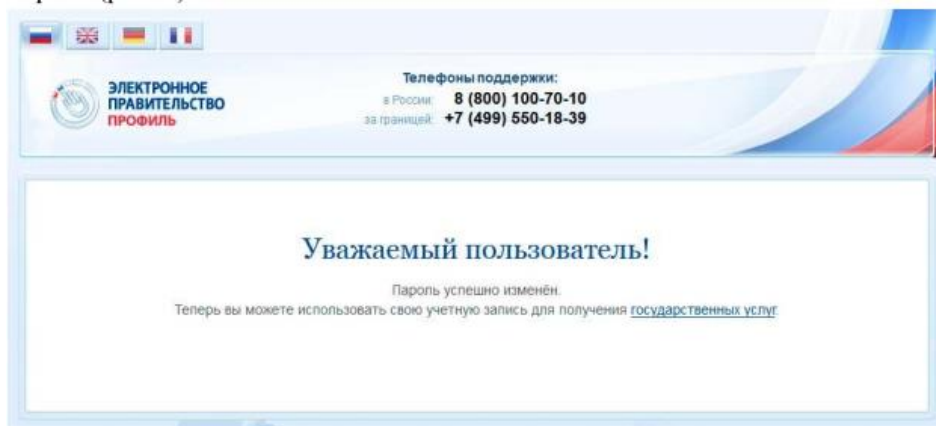 ЭЛЕКТРОННОЕ
ПРАВИТЕЛЬСТВО
ПРОФИЛЬ
Телефоны поддержки:
в России: 8 (800) 100-70-10
за границей: +7 (499) 550-18-39
Уважаемый пользователь!
Пароль успешно изменён.
Теперь вы можете использовать свою учетную запись для получения государственных услуг.